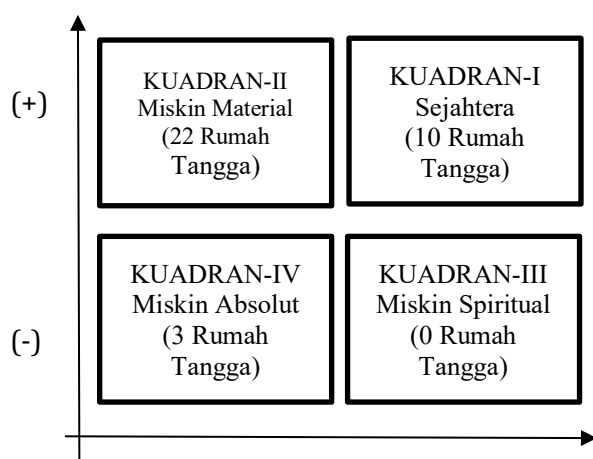 (+)
KUADRAN-II
Miskin Material
(22 Rumah
Tangga)
KUADRAN-I
Sejahtera
(10 Rumah
Tangga)
(-)
KUADRAN-IV
Miskin Absolut
(3 Rumah
Tangga)
KUADRAN-III
Miskin Spiritual
(0 Rumah
Tangga)